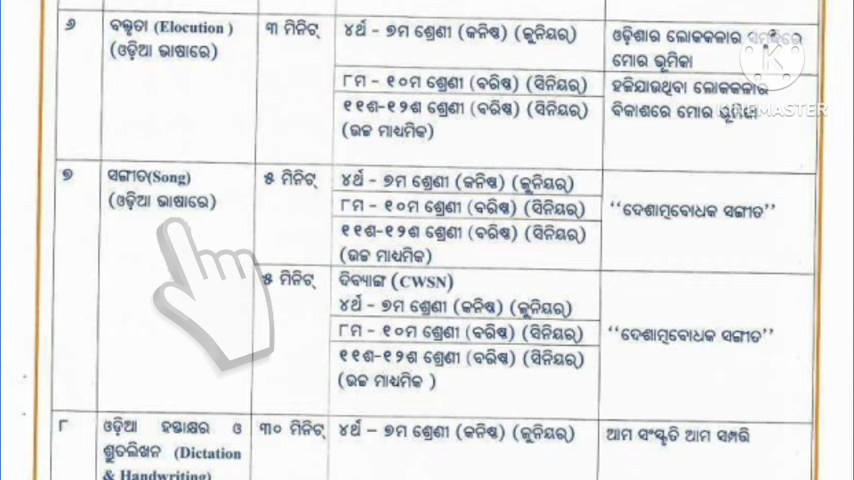 ୬ ବକ୍ତୃତା (Elocution ) ୩ ମିନିଟ୍ ୪ର୍ଥ - ୭ମ ଶ୍ରେଣୀ (କନିଷ୍ଠ) (ଜୁନିୟର୍) ଓଡ଼ିଶାର ଲୋକକଳାର
(ଓଡ଼ିଆ ଭାଷାରେ) ମୋର ଭୂମିକା
୮ମ - ୧୦ମ ଶ୍ରେଣୀ (ବରିଷ୍ଠ) (ସିନିୟର୍) ହଜିଯାଉଥିବା ଲୋକକଳାର
୧୧ଶ-୧୨ଶ ଶ୍ରେଣୀ (ବରିଷ୍ଠ) (ସିନିୟର୍) ବିକାଶରେ ମୋର ଭୂମିକା
(ଉଚ୍ଚ ମାଧ୍ୟମିକ)
KINEMASTER
୭ ସଙ୍ଗୀତ(Song) ୫ ମିନିଟ୍ ୪ର୍ଥ - ୭ମ ଶ୍ରେଣୀ (କନିଷ୍ଠ) (ଜୁନିୟର୍)
(ଓଡ଼ିଆ ଭାଷାରେ) ୮ମ - ୧୦ମ ଶ୍ରେଣୀ (ବରିଷ୍ଠ) (ସିନିୟର୍) ‘‘ଦେଶାତ୍ମବୋଧକ ସଙ୍ଗୀତ’’
୧୧ଶ-୧୨ଶ ଶ୍ରେଣୀ (ବରିଷ୍ଠ) (ସିନିୟର୍)
(ଉଚ୍ଚ ମାଧ୍ୟମିକ)
୫ ମିନିଟ୍ ଦିବ୍ୟାଙ୍ଗ (CWSN)
୪ର୍ଥ - ୭ମ ଶ୍ରେଣୀ (କନିଷ୍ଠ) (ଜୁନିୟର୍)
୮ମ - ୧୦ମ ଶ୍ରେଣୀ (ବରିଷ୍ଠ) (ସିନିୟର୍) ‘‘ଦେଶାତ୍ମବୋଧକ ସଙ୍ଗୀତ’’
୧୧ଶ-୧୨ଶ ଶ୍ରେଣୀ (ବରିଷ୍ଠ) (ସିନିୟର୍)
(ଉଚ୍ଚ ମାଧ୍ୟମିକ )
୮ ଓଡ଼ିଆ ହସ୍ତାକ୍ଷର ଓ ୩୦ ମିନିଟ୍ ୪ର୍ଥ - ୭ମ ଶ୍ରେଣୀ (କନିଷ୍ଠ) (ଜୁନିୟର୍) ଆମ ସଂସ୍କୃତି ଆମ ସମ୍ପତ୍ତି
ଶ୍ରୁତଲିଖନ (Dictation
& Handwriting)